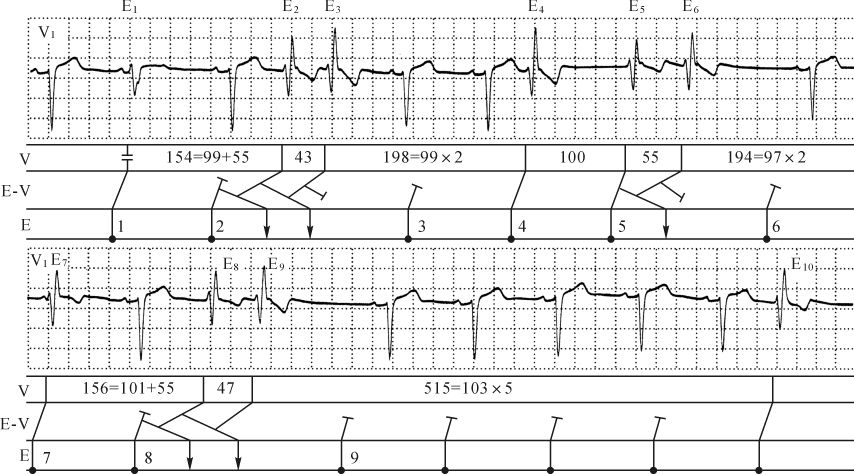 E1 E2 E3 E4 E5 E6
V1
V 154=99+55 43 198=99×2 100 55 194=97×2
E-V
E 1 2 3 4 5 6
V1 E7 E8 E9 E10
V 156=101+55 47 515=103×5
E-V
E 7 8 9